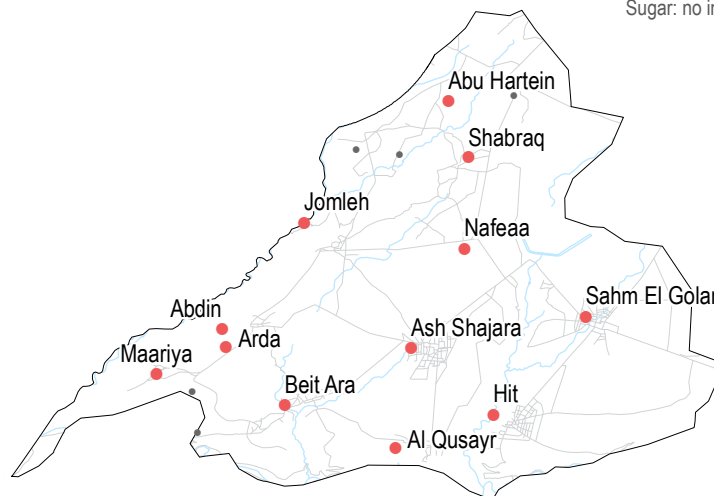 Sugar: no i
Abu Hartein
Shabraq
Jomleh
Nafeaa
Sahm El Golan
Abdin
Arda
Ash Shajara
Maariya
Beit Ara
Hit
Al Qusayr